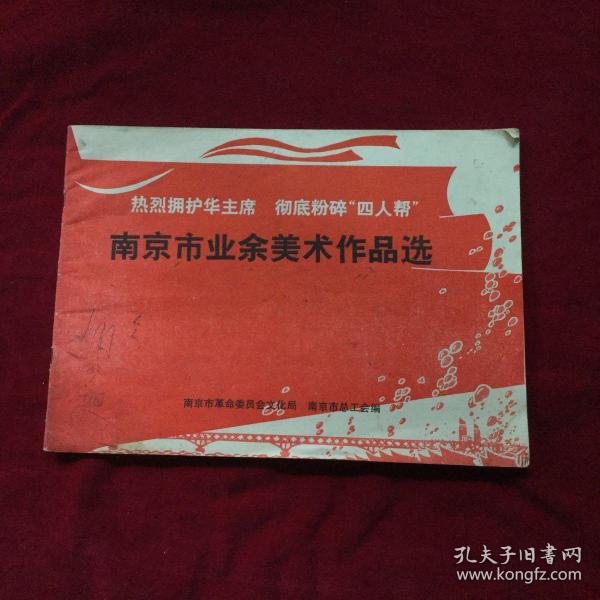 热烈拥护华主席 彻底粉碎“四人帮”
南京市业余美术作品选
南京市革命委员会文化局 南京市总工会编
孔夫子旧书网
www.kongfz.com